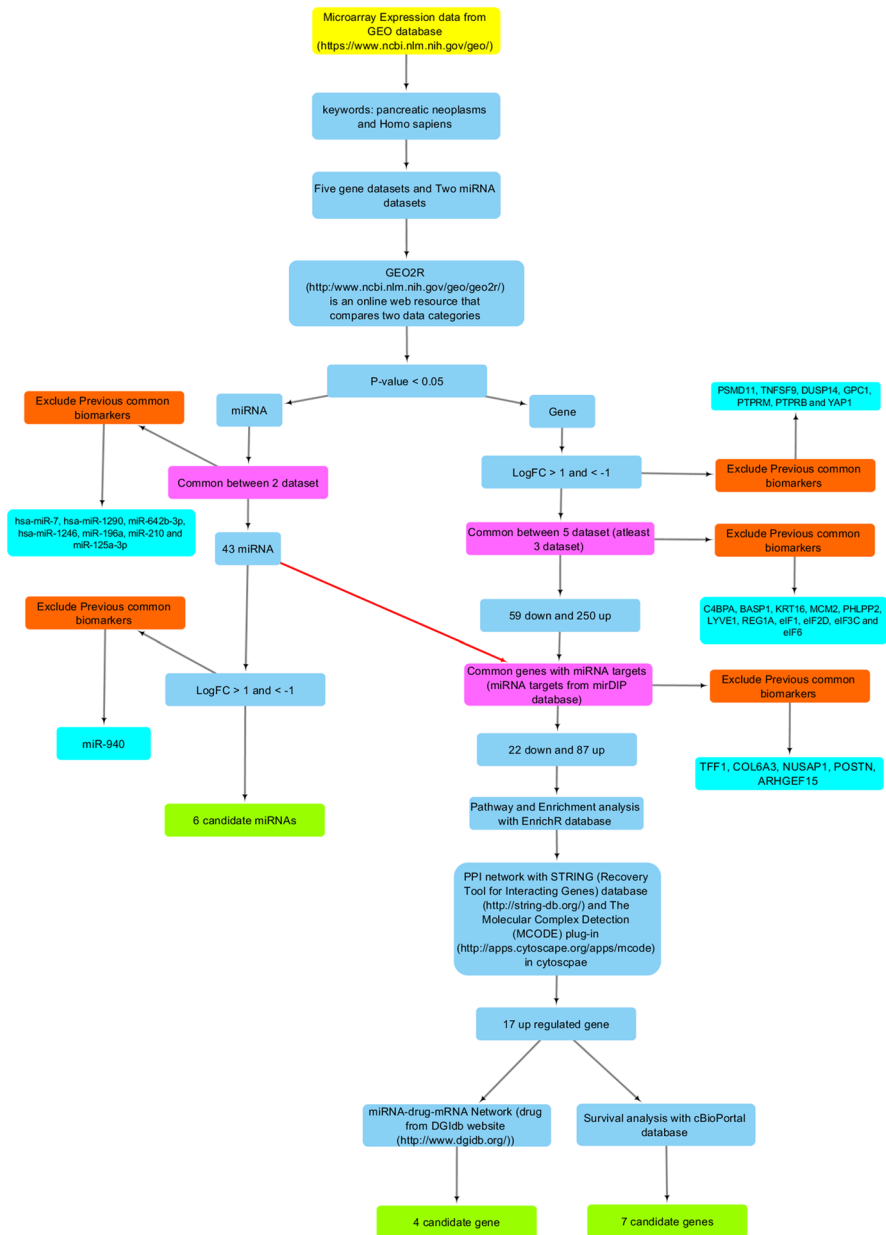 Microarray Expression data from
GEO database
(https://www.ncbi.nlm.nih.gov/geo/)
keywords: pancreatic neoplasms
and Homo sapiens
Five gene datasets and Two miRNA
datasets
GEO2R
(http:/www.ncbi.nlm.nih.gov/geo/geo2r/)
is an online web resource that
compares two data categories
P-value < 0.05
Exclude Previous common
biomarkers
miRNA
Gene
PSMD11, TNFSF9, DUSP14, GPC1,
PTPRM, PTPRB and YAP1
Common between 2 dataset
LogFC > 1 and < -1
Exclude Previous common
biomarkers
hsa-miR-7, hsa-miR-1290, miR-642b-3p,
hsa-miR-1246, miR-196a, miR-210 and
miR-125a-3p
43 miRNA
Common between 5 dataset (atleast
3 dataset)
Exclude Previous common
biomarkers
Exclude Previous common
biomarkers
59 down and 250 up
C4BPA, BASP1, KRT16, MCM2, PHLPP2,
LYVE1, REG1A, eIF1, eIF2D, eIF3C and
eIF6
LogFC > 1 and < -1
Common genes with miRNA targets
(miRNA targets from mirDIP
database)
Exclude Previous common
biomarkers
miR-940
22 down and 87 up
TFF1, COL6A3, NUSAP1, POSTN,
ARHGEF15
6 candidate miRNAs
Pathway and Enrichment analysis
with EnrichR database
PPI network with STRING (Recovery
Tool for Interacting Genes) database
(http://string-db.org/) and The
Molecular Complex Detection
(MCODE) plug-in
(http://apps.cytoscape.org/apps/mcode)
in cytoscpae
17 up regulated gene
miRNA-drug-mRNA Network (drug
from DGIdb website
(http://www.dgidb.org/))
Survival analysis with cBioPortal
database
4 candidate gene
7 candidate genes